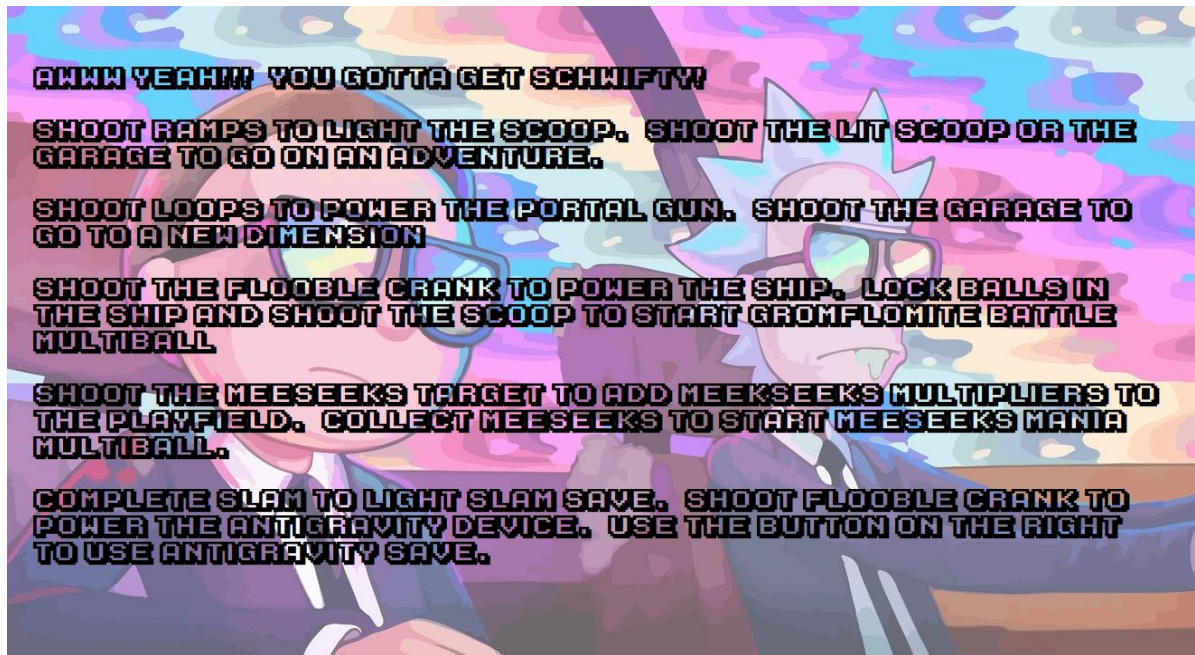 AWWW YEAH!!! YOU GOTTA GET SCHWIFTY!
SHOOT RAMPS TO LIGHT THE SCOOP. SHOOT THE LIT SCOOP OR THE
GARAGE TO GO ON AN ADVENTURE.
SHOOT LOOPS TO POWER THE PORTAL GUN. SHOOT THE GARAGE TO
GO TO A NEW DIMENSION
SHOOT THE FLOOBLE CRANK TO POWER THE SHIP. LOCK BALLS IN
THE SHIP AND SHOOT THE SCOOP TO START GROMFLOMITE BATTLE
MULTIBALL
SHOOT THE MEESEEKS TARGET TO ADD MEEKSEEKS MULTIPLIERS TO
THE PLAYFIELD. COLLECT MEESEEKS TO START MEESEEKS MANIA
MULTIBALL.
COMPLETE SLAM TO LIGHT SLAM SAVE. SHOOT FLOOBLE CRANK TO
POWER THE ANTIGRAVITY DEVICE. USE THE BUTTON ON THE RIGHT
TO USE ANTIGRAVITY SAVE.